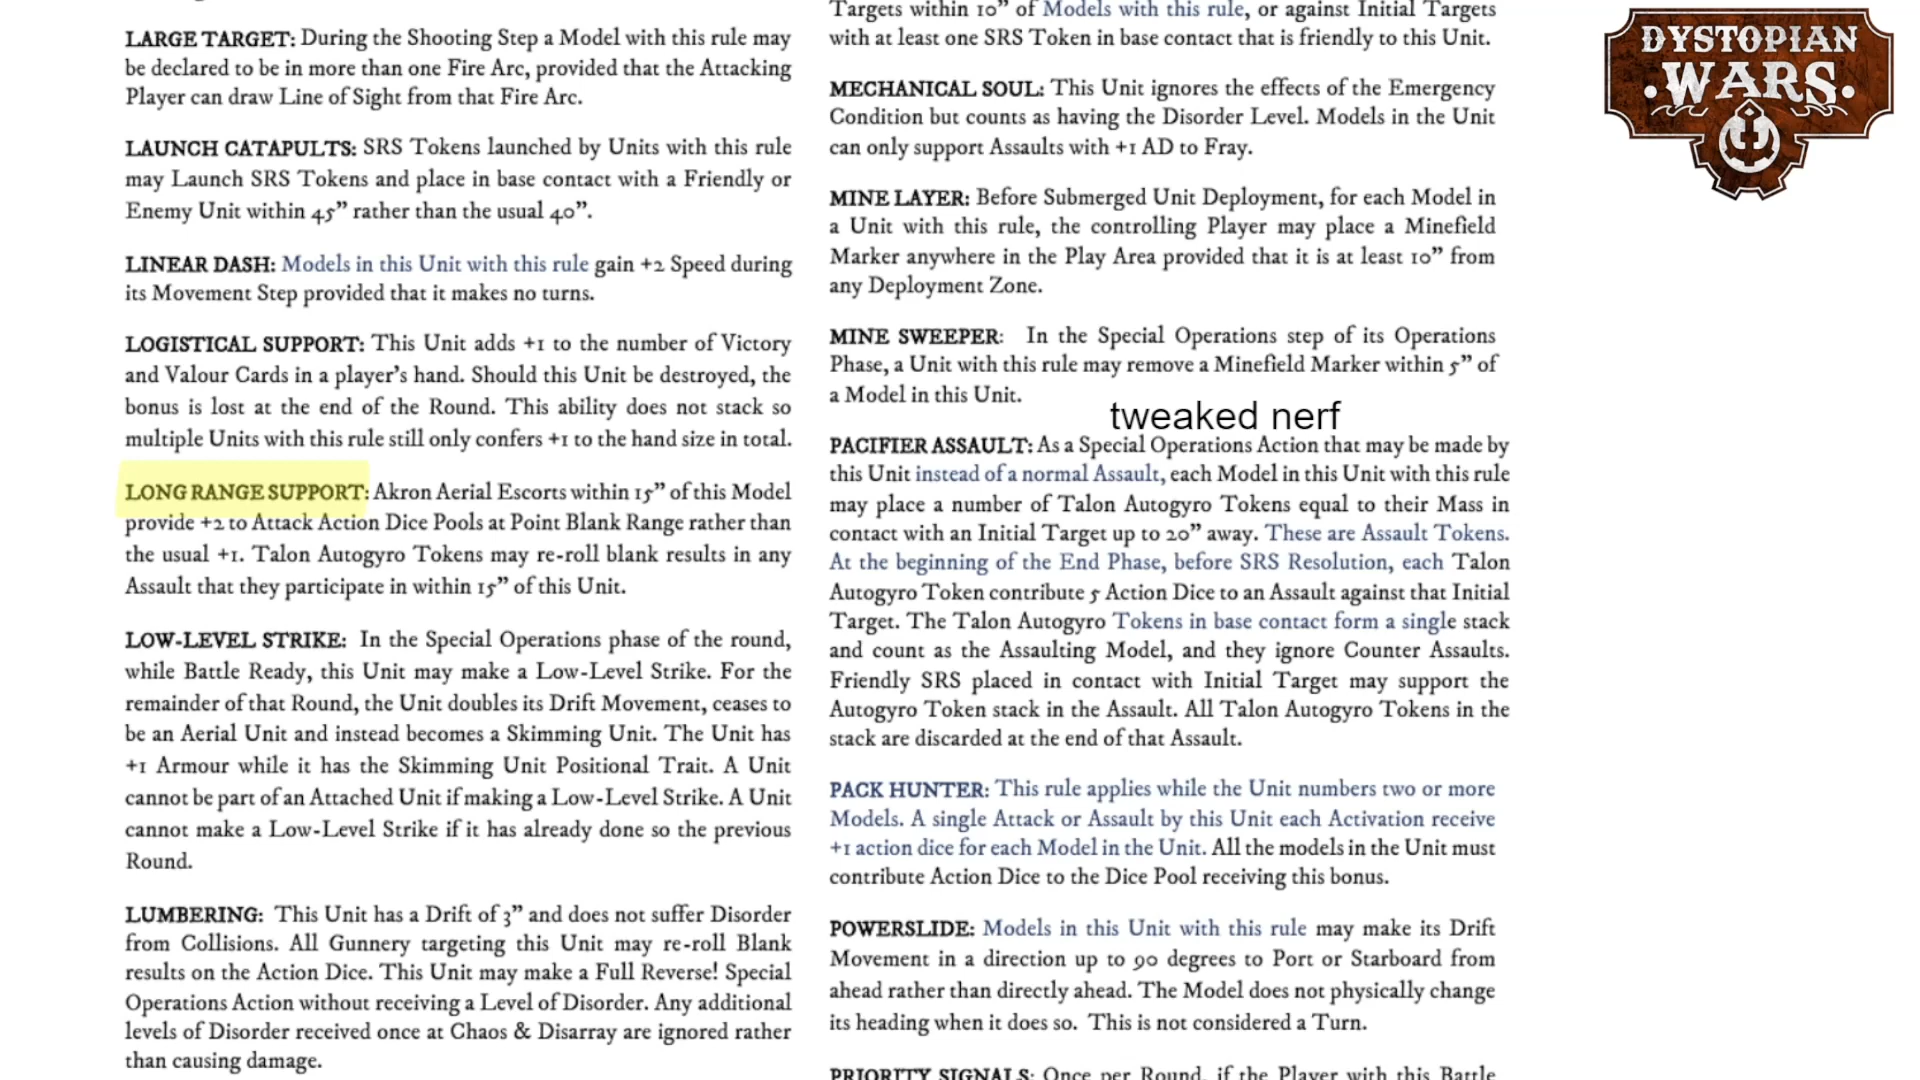 LARGE TARGET: During the Shooting Step a Model with this rule may
be declared to be in more than one Fire Arc, provided that the Attacking
Player can draw Line of Sight from that Fire Arc.
LAUNCH CATAPULTS: SRS Tokens launched by Units with this rule
may Launch SRS Tokens and place in base contact with a Friendly or
Enemy Unit within 45” rather than the usual 40”.
LINEAR DASH: Models in this Unit with this rule gain +2 Speed during
its Movement Step provided that it makes no turns.
LOGISTICAL SUPPORT: This Unit adds +1 to the number of Victory
and Valour Cards in a player’s hand. Should this Unit be destroyed, the
bonus is lost at the end of the Round. This ability does not stack so
multiple Units with this rule still only confers +1 to the hand size in total.
LONG RANGE SUPPORT: Akron Aerial Escorts within 15” of this Model
provide +2 to Attack Action Dice Pools at Point Blank Range rather than
the usual +1. Talon Autogyro Tokens may re-roll blank results in any
Assault that they participate in within 15” of this Unit.
LOW-LEVEL STRIKE: In the Special Operations phase of the round,
while Battle Ready, this Unit may make a Low-Level Strike. For the
remainder of that Round, the Unit doubles its Drift Movement, ceases to
be an Aerial Unit and instead becomes a Skimming Unit. The Unit has
+1 Armour while it has the Skimming Unit Positional Trait. A Unit
cannot be part of an Attached Unit if making a Low-Level Strike. A Unit
cannot make a Low-Level Strike if it has already done so the previous
Round.
LUMBERING: This Unit has a Drift of 3” and does not suffer Disorder
from Collisions. All Gunnery targeting this Unit may re-roll Blank
results on the Action Dice. This Unit may make a Full Reverse! Special
Operations Action without receiving a Level of Disorder. Any additional
levels of Disorder received once at Chaos & Disarray are ignored rather
than causing damage.
Targets within 10” of Models with this rule, or against Initial Targets
with at least one SRS Token in base contact that is friendly to this Unit.
MECHANICAL SOUL: This Unit ignores the effects of the Emergency
Condition but counts as having the Disorder Level. Models in the Unit
can only support Assaults with +1 AD to Fray.
MINE LAYER: Before Submerged Unit Deployment, for each Model in
a Unit with this rule, the controlling Player may place a Minefield
Marker anywhere in the Play Area provided that it is at least 10” from
any Deployment Zone.
MINE SWEEPER: In the Special Operations step of its Operations
Phase, a Unit with this rule may remove a Minefield Marker within 5” of
a Model in this Unit.
tweaked nerf
PACIFIER ASSAULT: As a Special Operations Action that may be made by
this Unit instead of a normal Assault, each Model in this Unit with this rule
may place a number of Talon Autogyro Tokens equal to their Mass in
contact with an Initial Target up to 20” away. These are Assault Tokens.
At the beginning of the End Phase, before SRS Resolution, each Talon
Autogyro Token contribute 5 Action Dice to an Assault against that Initial
Target. The Talon Autogyro Tokens in base contact form a single stack
and count as the Assaulting Model, and they ignore Counter Assaults.
Friendly SRS placed in contact with Initial Target may support the
Autogyro Token stack in the Assault. All Talon Autogyro Tokens in the
stack are discarded at the end of that Assault.
PACK HUNTER: This rule applies while the Unit numbers two or more
Models. A single Attack or Assault by this Unit each Activation receive
+1 action dice for each Model in the Unit. All the models in the Unit must
contribute Action Dice to the Dice Pool receiving this bonus.
POWERSLIDE: Models in this Unit with this rule may make its Drift
Movement in a direction up to 90 degrees to Port or Starboard from
ahead rather than directly ahead. The Model does not physically change
its heading when it does so. This is not considered a Turn.
PRIORITY SIGNALS: Once per Round, if the Player with this Battle
DYSTOPIAN
WARS